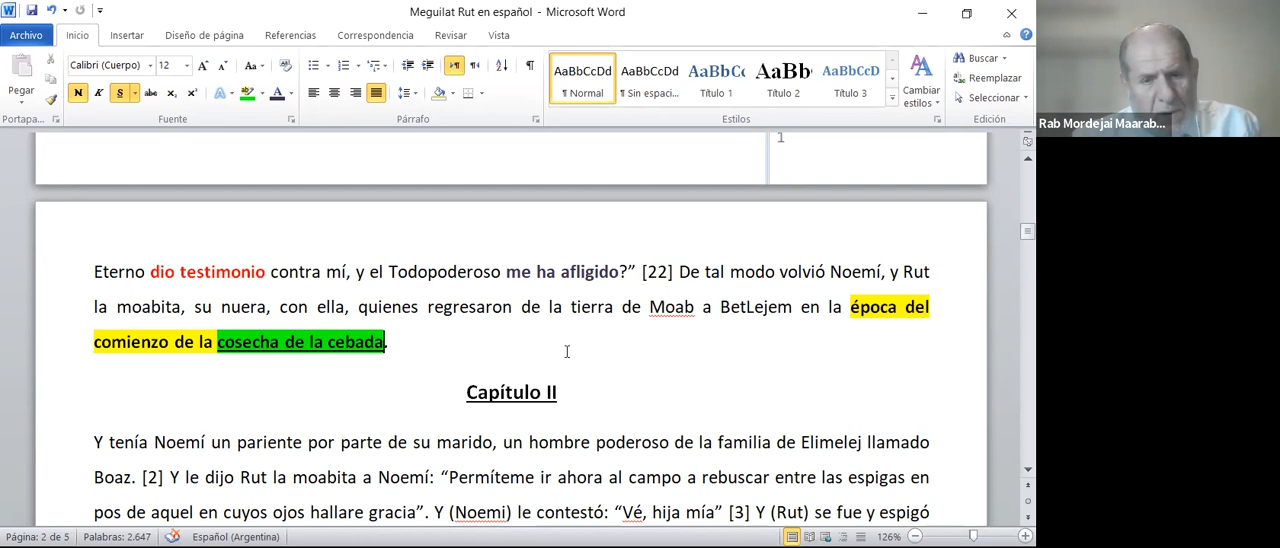 Meguilat Rut en español - Microsoft Word
Archivo Inicio Insertar Diseño de página Referencias Correspondencia Revisar Vista
Pegar
Calibri (Cuerpo) 12
AaBbCcDd AaBbCcDd AaBbCc AaBb AaBbCcD
¶ Normal ¶ Sin espaci... Título 1 Título 2 Título 3
Cambiar estilos
Buscar
Reemplazar
Seleccionar
Portapa... Fuente Párrafo Estilos Edición
Rab Mordejai Maarab...
1
Eterno dio testimonio contra mí, y el Todopoderoso me ha afligido?” [22] De tal modo volvió Noemí, y Rut
la moabita, su nuera, con ella, quienes regresaron de la tierra de Moab a BetLejem en la época del
comienzo de la cosecha de la cebada.
Capítulo II
Y tenía Noemí un pariente por parte de su marido, un hombre poderoso de la familia de Elimelej llamado
Boaz. [2] Y le dijo Rut la moabita a Noemí: “Permíteme ir ahora al campo a rebuscar entre las espigas en
pos de aquel en cuyos ojos hallare gracia”. Y (Noemi) le contestó: “Vé, hija mía” [3] Y (Rut) se fue y espigó
Página: 2 de 5 Palabras: 2.647 Español (Argentina) 126%